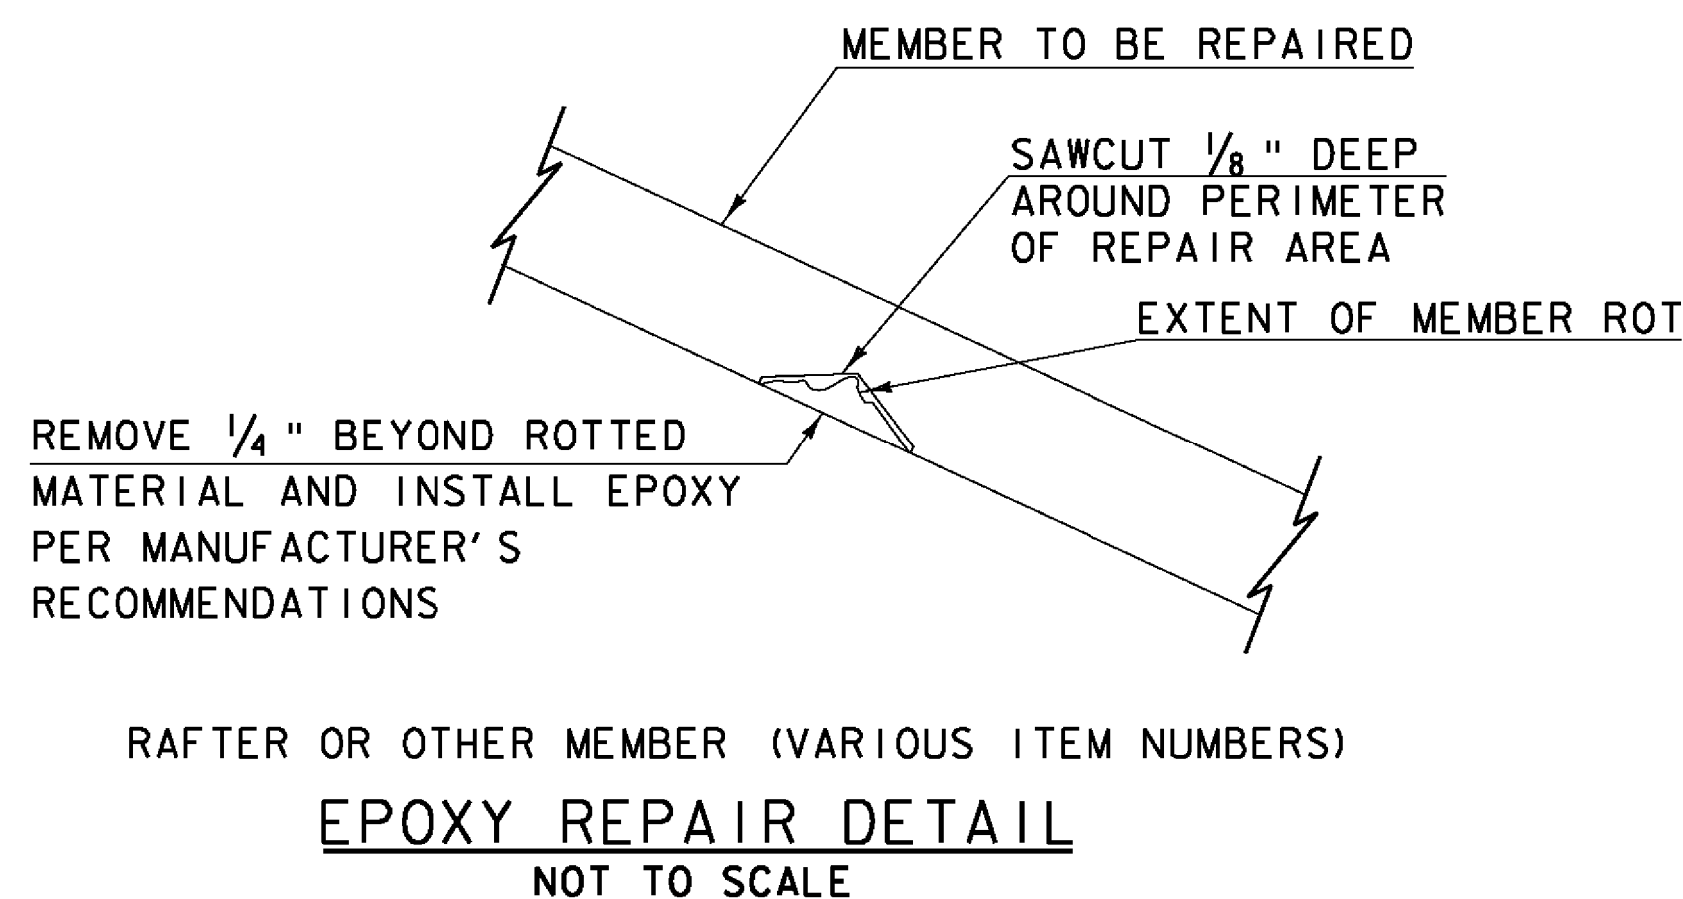 MEMBER TO BE REPAIRED
SAWCUT 1/8" DEEP
AROUND PERIMETER
OF REPAIR AREA
EXTENT OF MEMBER ROT
REMOVE 1/4" BEYOND ROTTED
MATERIAL AND INSTALL EPOXY
PER MANUFACTURER'S
RECOMMENDATIONS
RAFTER OR OTHER MEMBER (VARIOUS ITEM NUMBERS)
EPOXY REPAIR DETAIL
NOT TO SCALE